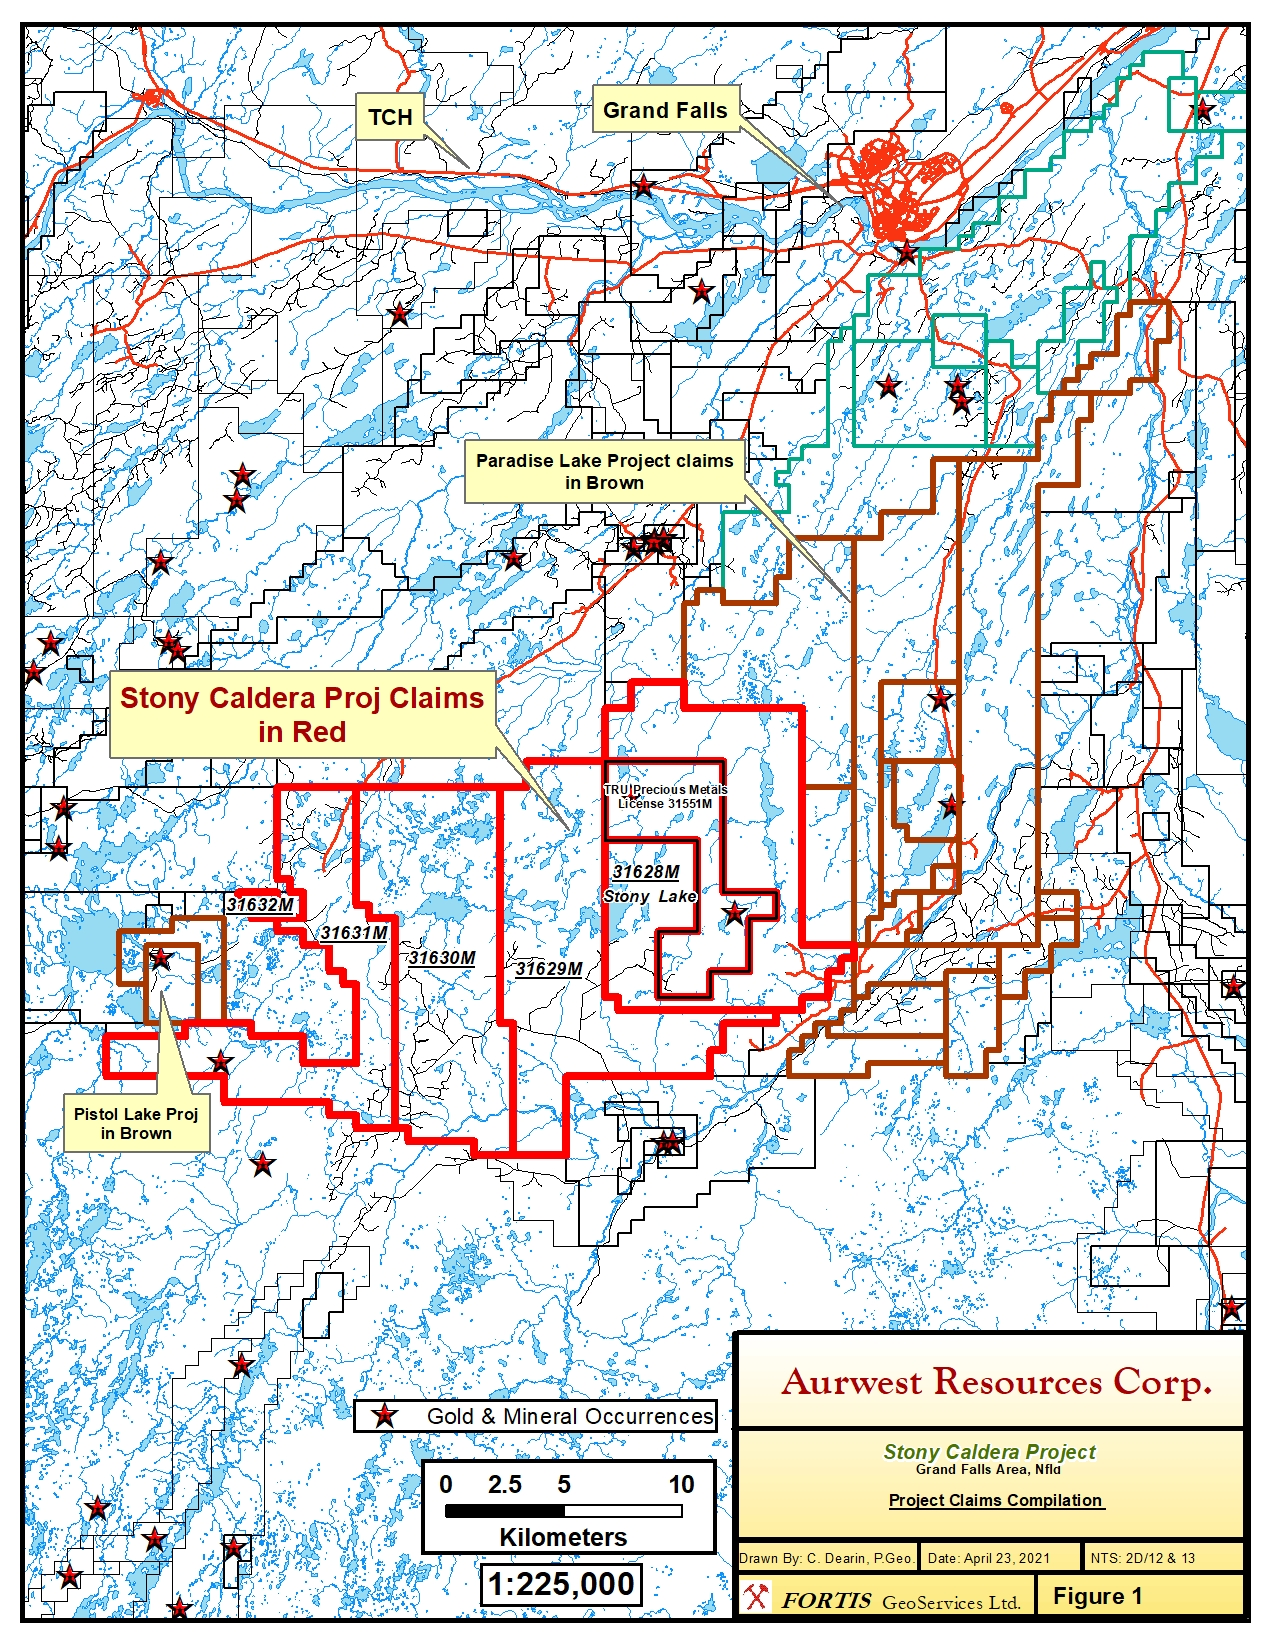 TCH
Grand Falls
Paradise Lake Project claims
in Brown
Stony Caldera Proj Claims
in Red
TRU Precious Metals
License 31551M
31628M
Stony Lake
31632M
31631M
31630M
31629M
Pistol Lake Proj
in Brown
Gold & Mineral Occurrences
0 2.5 5 10
Kilometers
1:225,000
Aurwest Resources Corp.
Stony Caldera Project
Grand Falls Area, Nfld
Project Claims Compilation
Drawn By: C. Dearin, P.Geo. Date: April 23, 2021 NTS: 2D/12 & 13
FORTIS GeoServices Ltd. Figure 1